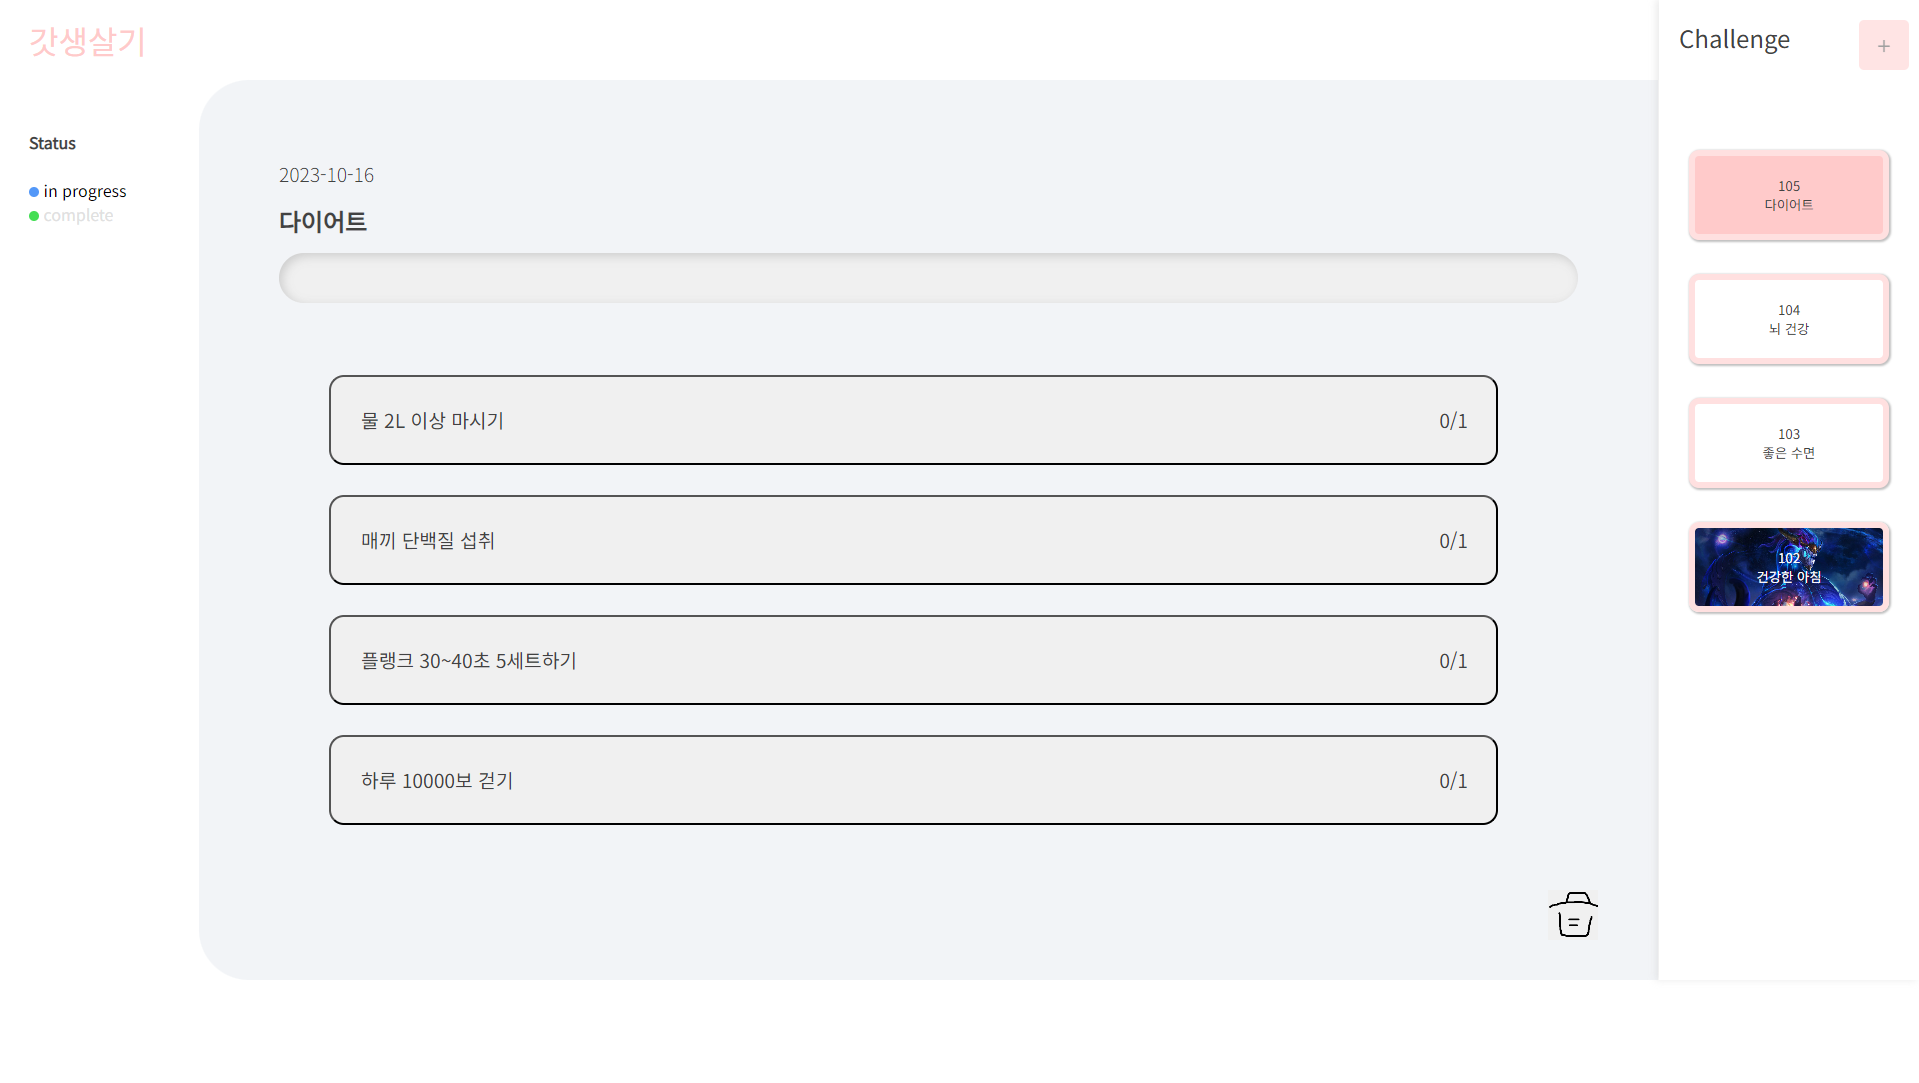 갓생살기
Status
in progress
complete
2023-10-16
다이어트
물 2L 이상 마시기 0/1
매끼 단백질 섭취 0/1
플랭크 30~40초 5세트하기 0/1
하루 10000보 걷기 0/1
Challenge
+
105
다이어트
104
뇌 건강
103
좋은 수면
102
건강한 아침